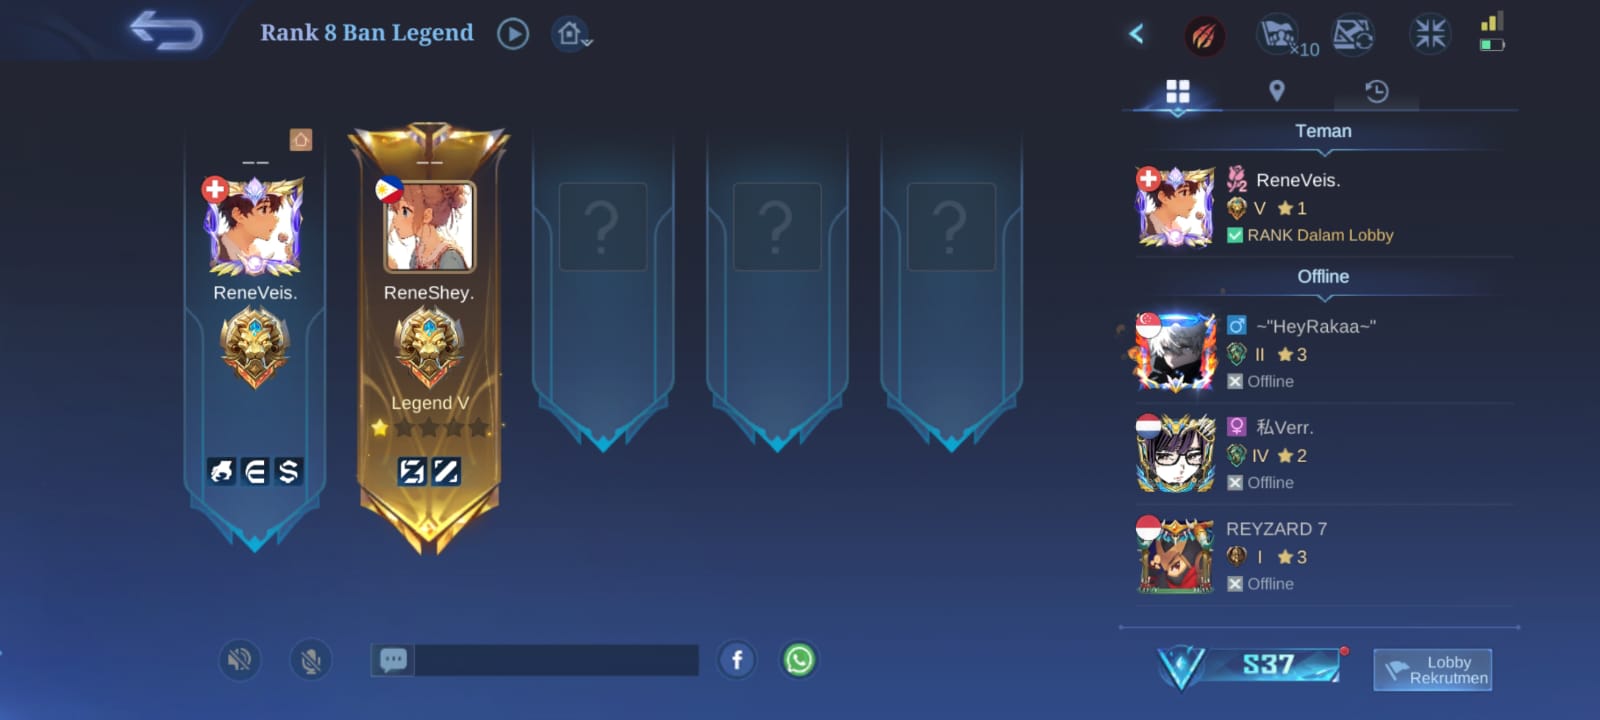 Rank 8 Ban Legend
×10
Teman
ReneVeis.
V ★1
RANK Dalam Lobby
Offline
~"HeyRakaa~"
II ★3
Offline
私Verr.
IV ★2
Offline
REYZARD 7
I ★3
Offline
-- 
ReneVeis.
--
ReneShey.
Legend V
?
?
?
S37
Lobby
Rekrutmen